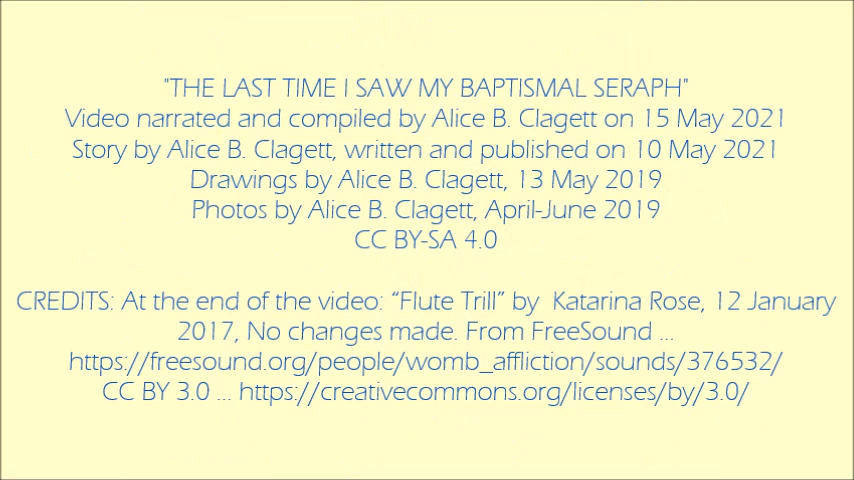 "THE LAST TIME I SAW MY BAPTISMAL SERAPH"
Video narrated and compiled by Alice B. Clagett on 15 May 2021
Story by Alice B. Clagett, written and published on 10 May 2021
Drawings by Alice B. Clagett, 13 May 2019
Photos by Alice B. Clagett, April-June 2019
CC BY-SA 4.0
CREDITS: At the end of the video: “Flute Trill” by  Katarina Rose, 12 January
2017, No changes made. From FreeSound ...
https://freesound.org/people/womb_affliction/sounds/376532/
CC BY 3.0 ... https://creativecommons.org/licenses/by/3.0/